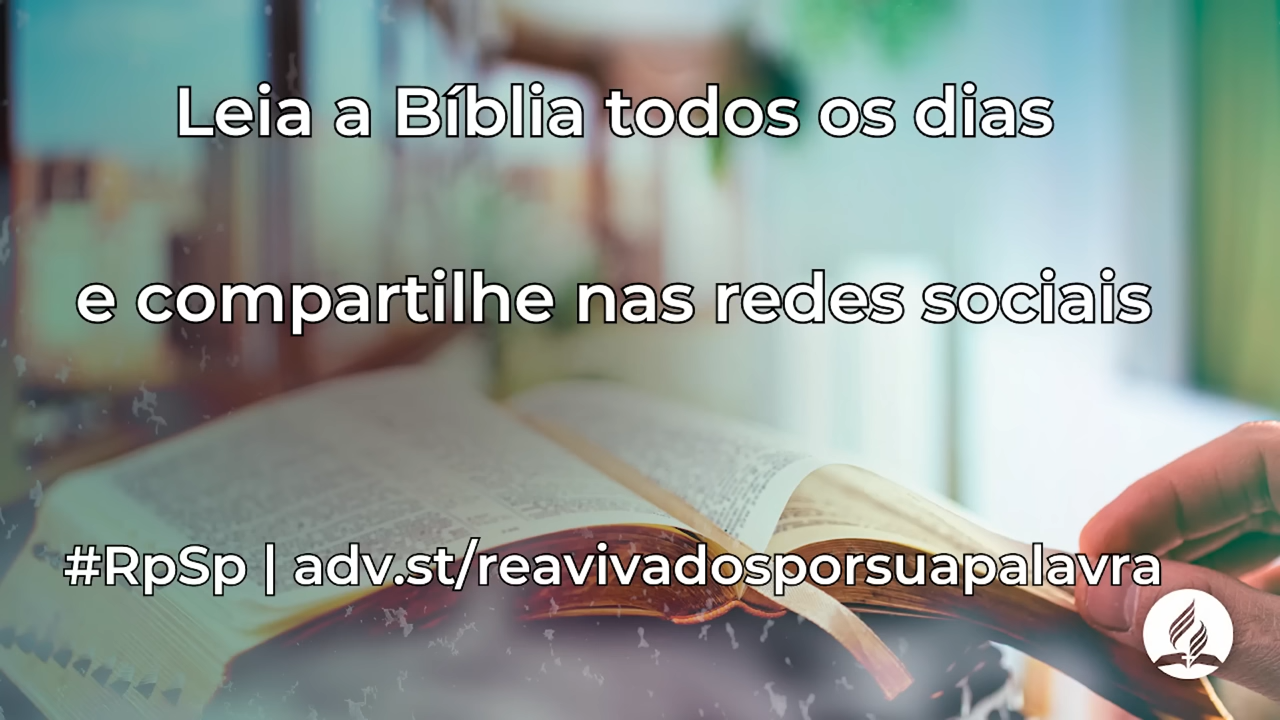 Leia a Bíblia todos os dias
e compartilhe nas redes sociais
#RpSp | adv.st/reavivadosporsuapalavra